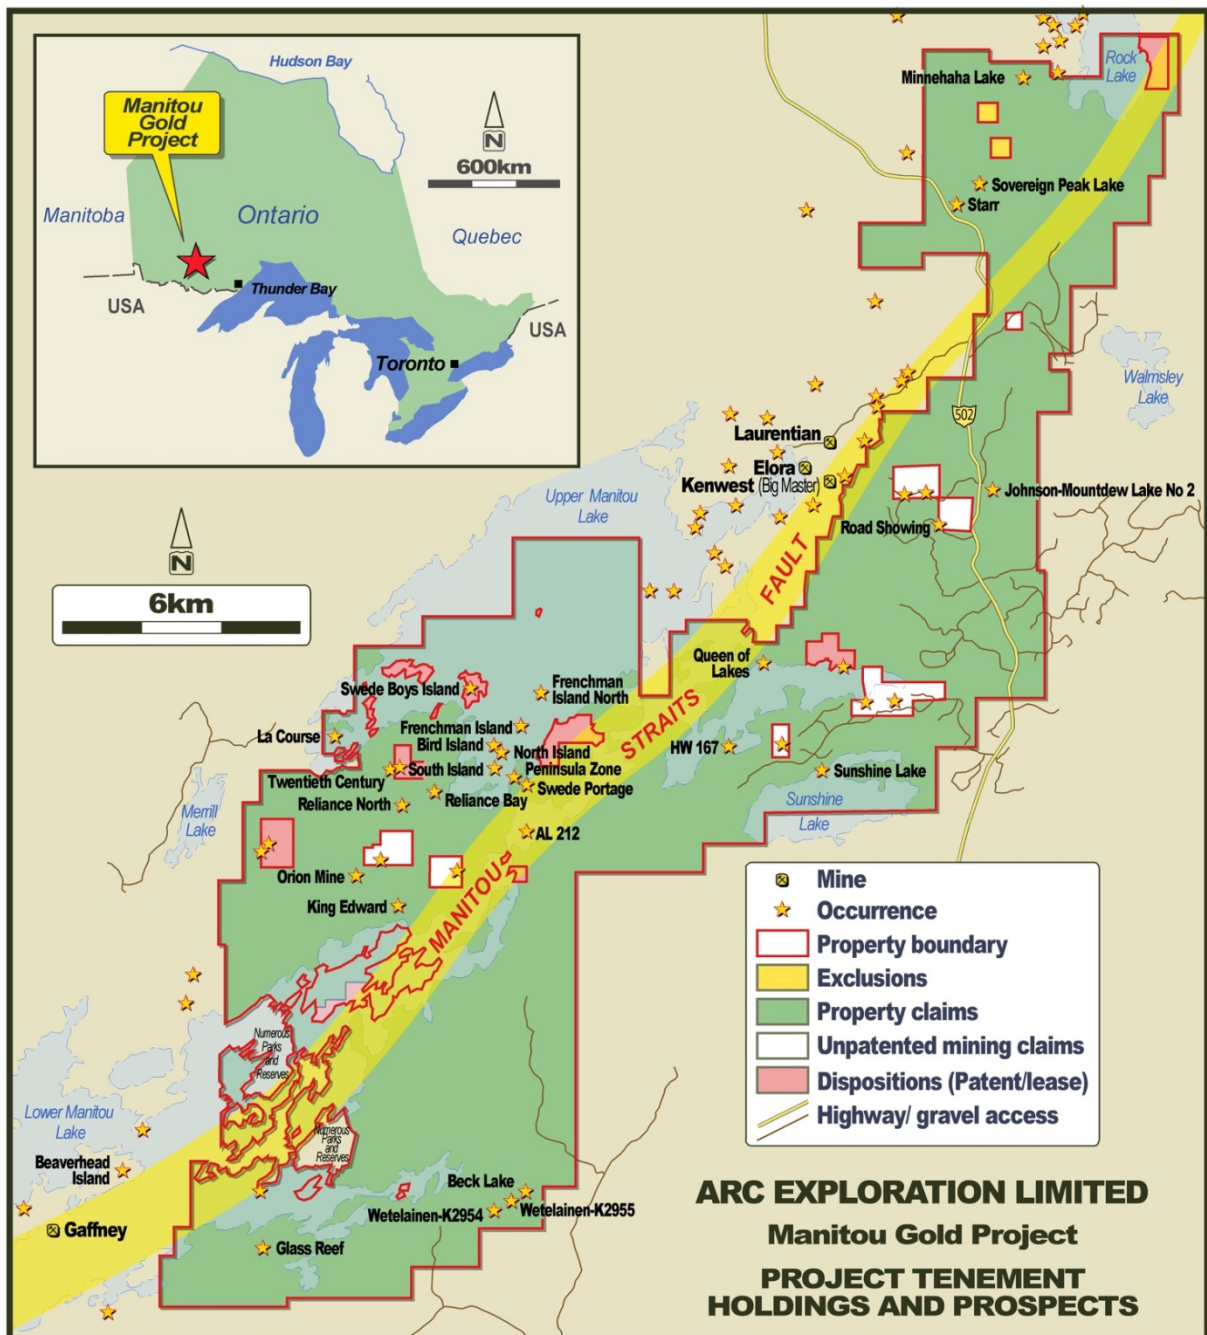 Hudson Bay
Manitou
Gold
Project
N
600km
Manitoba
Ontario
Quebec
USA
Thunder Bay
USA
Toronto
Rock
Lake
Minnehaha Lake
Sovereign Peak Lake
Starr
Walmsley
Lake
502
Laurentian
Elora
Kenwest (Big Master)
Johnson-Mountdew Lake No 2
Road Showing
Upper Manitou
Lake
N
6km
MANITOU STRAITS FAULT
Queen of
Lakes
Swede Boys Island
Frenchman
Island North
La Course
Frenchman Island
Bird Island
North Island
HW 167
South Island
Peninsula Zone
Twentieth Century
Swede Portage
Sunshine Lake
Reliance North
Reliance Bay
Merrill
Lake
Sunshine
Lake
AL 212
Orion Mine
King Edward
Numerous
Parks
and
Reserves
Lower Manitou
Lake
Numerous
Parks
and
Reserves
Beaverhead
Island
Beck Lake
Wetelainen-K2954
Wetelainen-K2955
Gaffney
Glass Reef
Mine
Occurrence
Property boundary
Exclusions
Property claims
Unpatented mining claims
Dispositions (Patent/lease)
Highway/ gravel access
ARC EXPLORATION LIMITED
Manitou Gold Project
PROJECT TENEMENT
HOLDINGS AND PROSPECTS